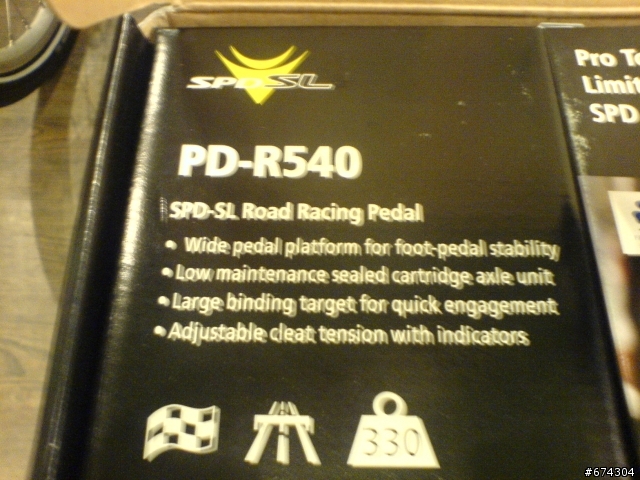 SPD-SL
PD-R540
SPD-SL Road Racing Pedal
• Wide pedal platform for foot-pedal stability
• Low maintenance sealed cartridge axle unit
• Large binding target for quick engagement
• Adjustable cleat tension with indicators
330
Pro
Limit
SPD
#674304